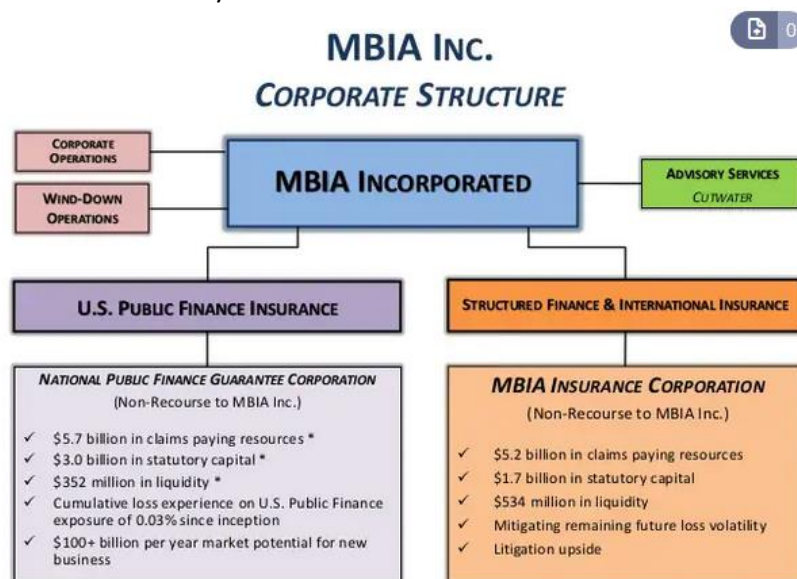 0
MBIA INC.
CORPORATE STRUCTURE
CORPORATE
OPERATIONS
WIND-DOWN
OPERATIONS
MBIA INCORPORATED
ADVISORY SERVICES
CUTWATER
U.S. PUBLIC FINANCE INSURANCE
NATIONAL PUBLIC FINANCE GUARANTEE CORPORATION
(Non-Recourse to MBIA Inc.)
✓ $5.7 billion in claims paying resources *
✓ $3.0 billion in statutory capital *
✓ $352 million in liquidity *
✓ Cumulative loss experience on U.S. Public Finance
exposure of 0.03% since inception
✓ $100+ billion per year market potential for new
business
STRUCTURED FINANCE & INTERNATIONAL INSURANCE
MBIA INSURANCE CORPORATION
(Non-Recourse to MBIA Inc.)
✓ $5.2 billion in claims paying resources
✓ $1.7 billion in statutory capital
✓ $534 million in liquidity
✓ Mitigating remaining future loss volatility
✓ Litigation upside